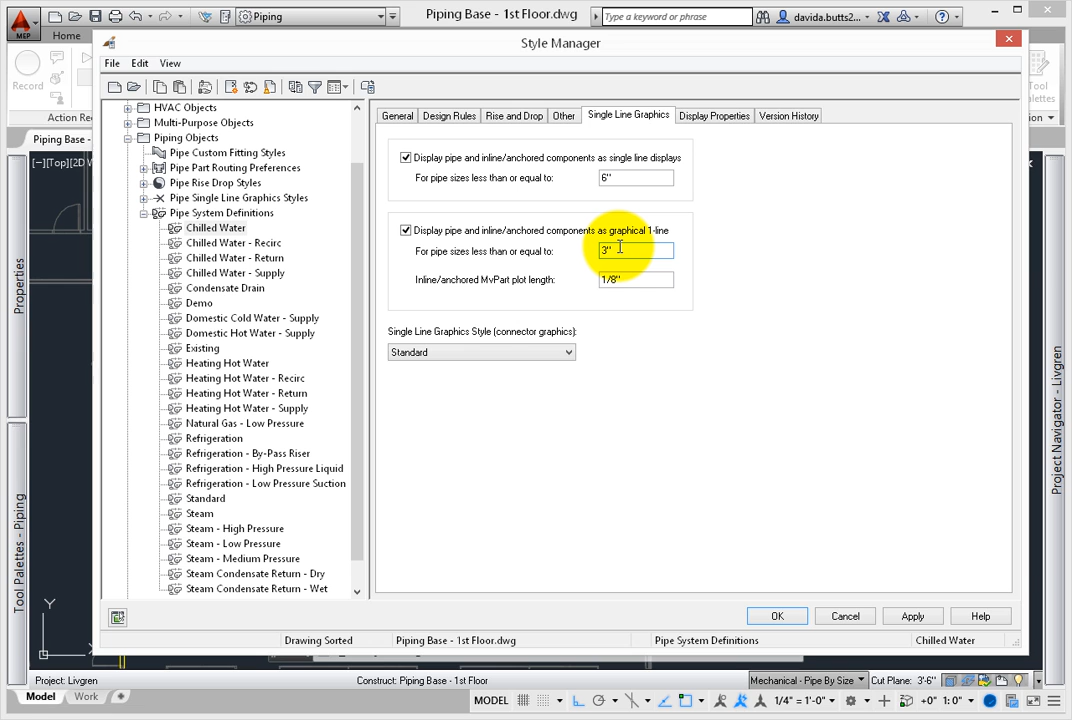 MEP
Piping
Piping Base - 1st Floor.dwg
Type a keyword or phrase
davida.butts2...
Home
Record
Action Re
Tool
alettes
ion
Style Manager
File Edit View
Piping Base -
[−][Top][2D W
HVAC Objects
Multi-Purpose Objects
Piping Objects
Pipe Custom Fitting Styles
Pipe Part Routing Preferences
Pipe Rise Drop Styles
Pipe Single Line Graphics Styles
Pipe System Definitions
Chilled Water
Chilled Water - Recirc
Chilled Water - Return
Chilled Water - Supply
Condensate Drain
Demo
Domestic Cold Water - Supply
Domestic Hot Water - Supply
Existing
Heating Hot Water
Heating Hot Water - Recirc
Heating Hot Water - Return
Heating Hot Water - Supply
Natural Gas - Low Pressure
Refrigeration
Refrigeration - By-Pass Riser
Refrigeration - High Pressure Liquid
Refrigeration - Low Pressure Suction
Standard
Steam
Steam - High Pressure
Steam - Low Pressure
Steam - Medium Pressure
Steam Condensate Return - Dry
Steam Condensate Return - Wet
General Design Rules Rise and Drop Other Single Line Graphics Display Properties Version History
Display pipe and inline/anchored components as single line displays
For pipe sizes less than or equal to: 6"
Display pipe and inline/anchored components as graphical 1-line
For pipe sizes less than or equal to: 3"
Inline/anchored MvPart plot length: 1/8"
Single Line Graphics Style (connector graphics):
Standard
OK Cancel Apply Help
Drawing Sorted Piping Base - 1st Floor.dwg Pipe System Definitions Chilled Water
Properties
Tool Palettes - Piping
Project Navigator - Livgren
Y
Project: Livgren Construct: Piping Base - 1st Floor Mechanical - Pipe By Size Cut Plane: 3'-6"
Model Work MODEL 1/4" = 1'-0" +0" 1:0"